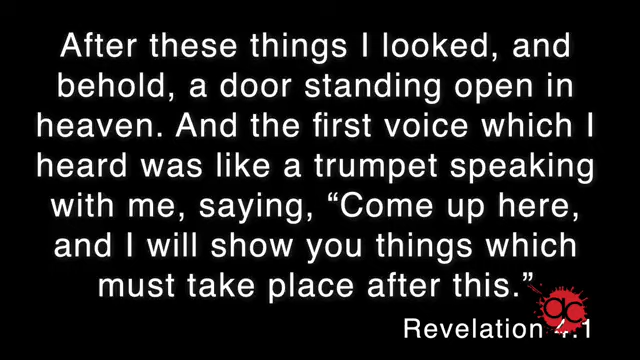 After these things I looked, and
behold, a door standing open in
heaven. And the first voice which I
heard was like a trumpet speaking
with me, saying, “Come up here,
and I will show you things which
must take place after this.”
ac
Revelation 4:1